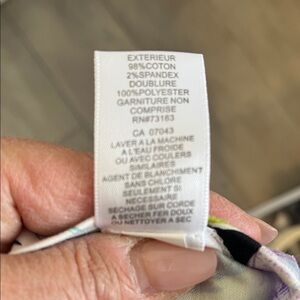 EXTERIEUR
98%COTON
2%SPANDEX
DOUBLURE
100%POLYESTER
GARNITURE NON
COMPRISE
RN#73163
CA 07043
LAVER A LA MACHINE
A L'EAU FROIDE
OU AVEC COULERS
SIMILAIRES
AGENT DE BLANCHIMENT
SANS CHLORE
SEULEMENT SI
NECESSAIRE
SECHAGE SUR CORDE
A SECHER FER DOUX
OU NETTOYER A SEC